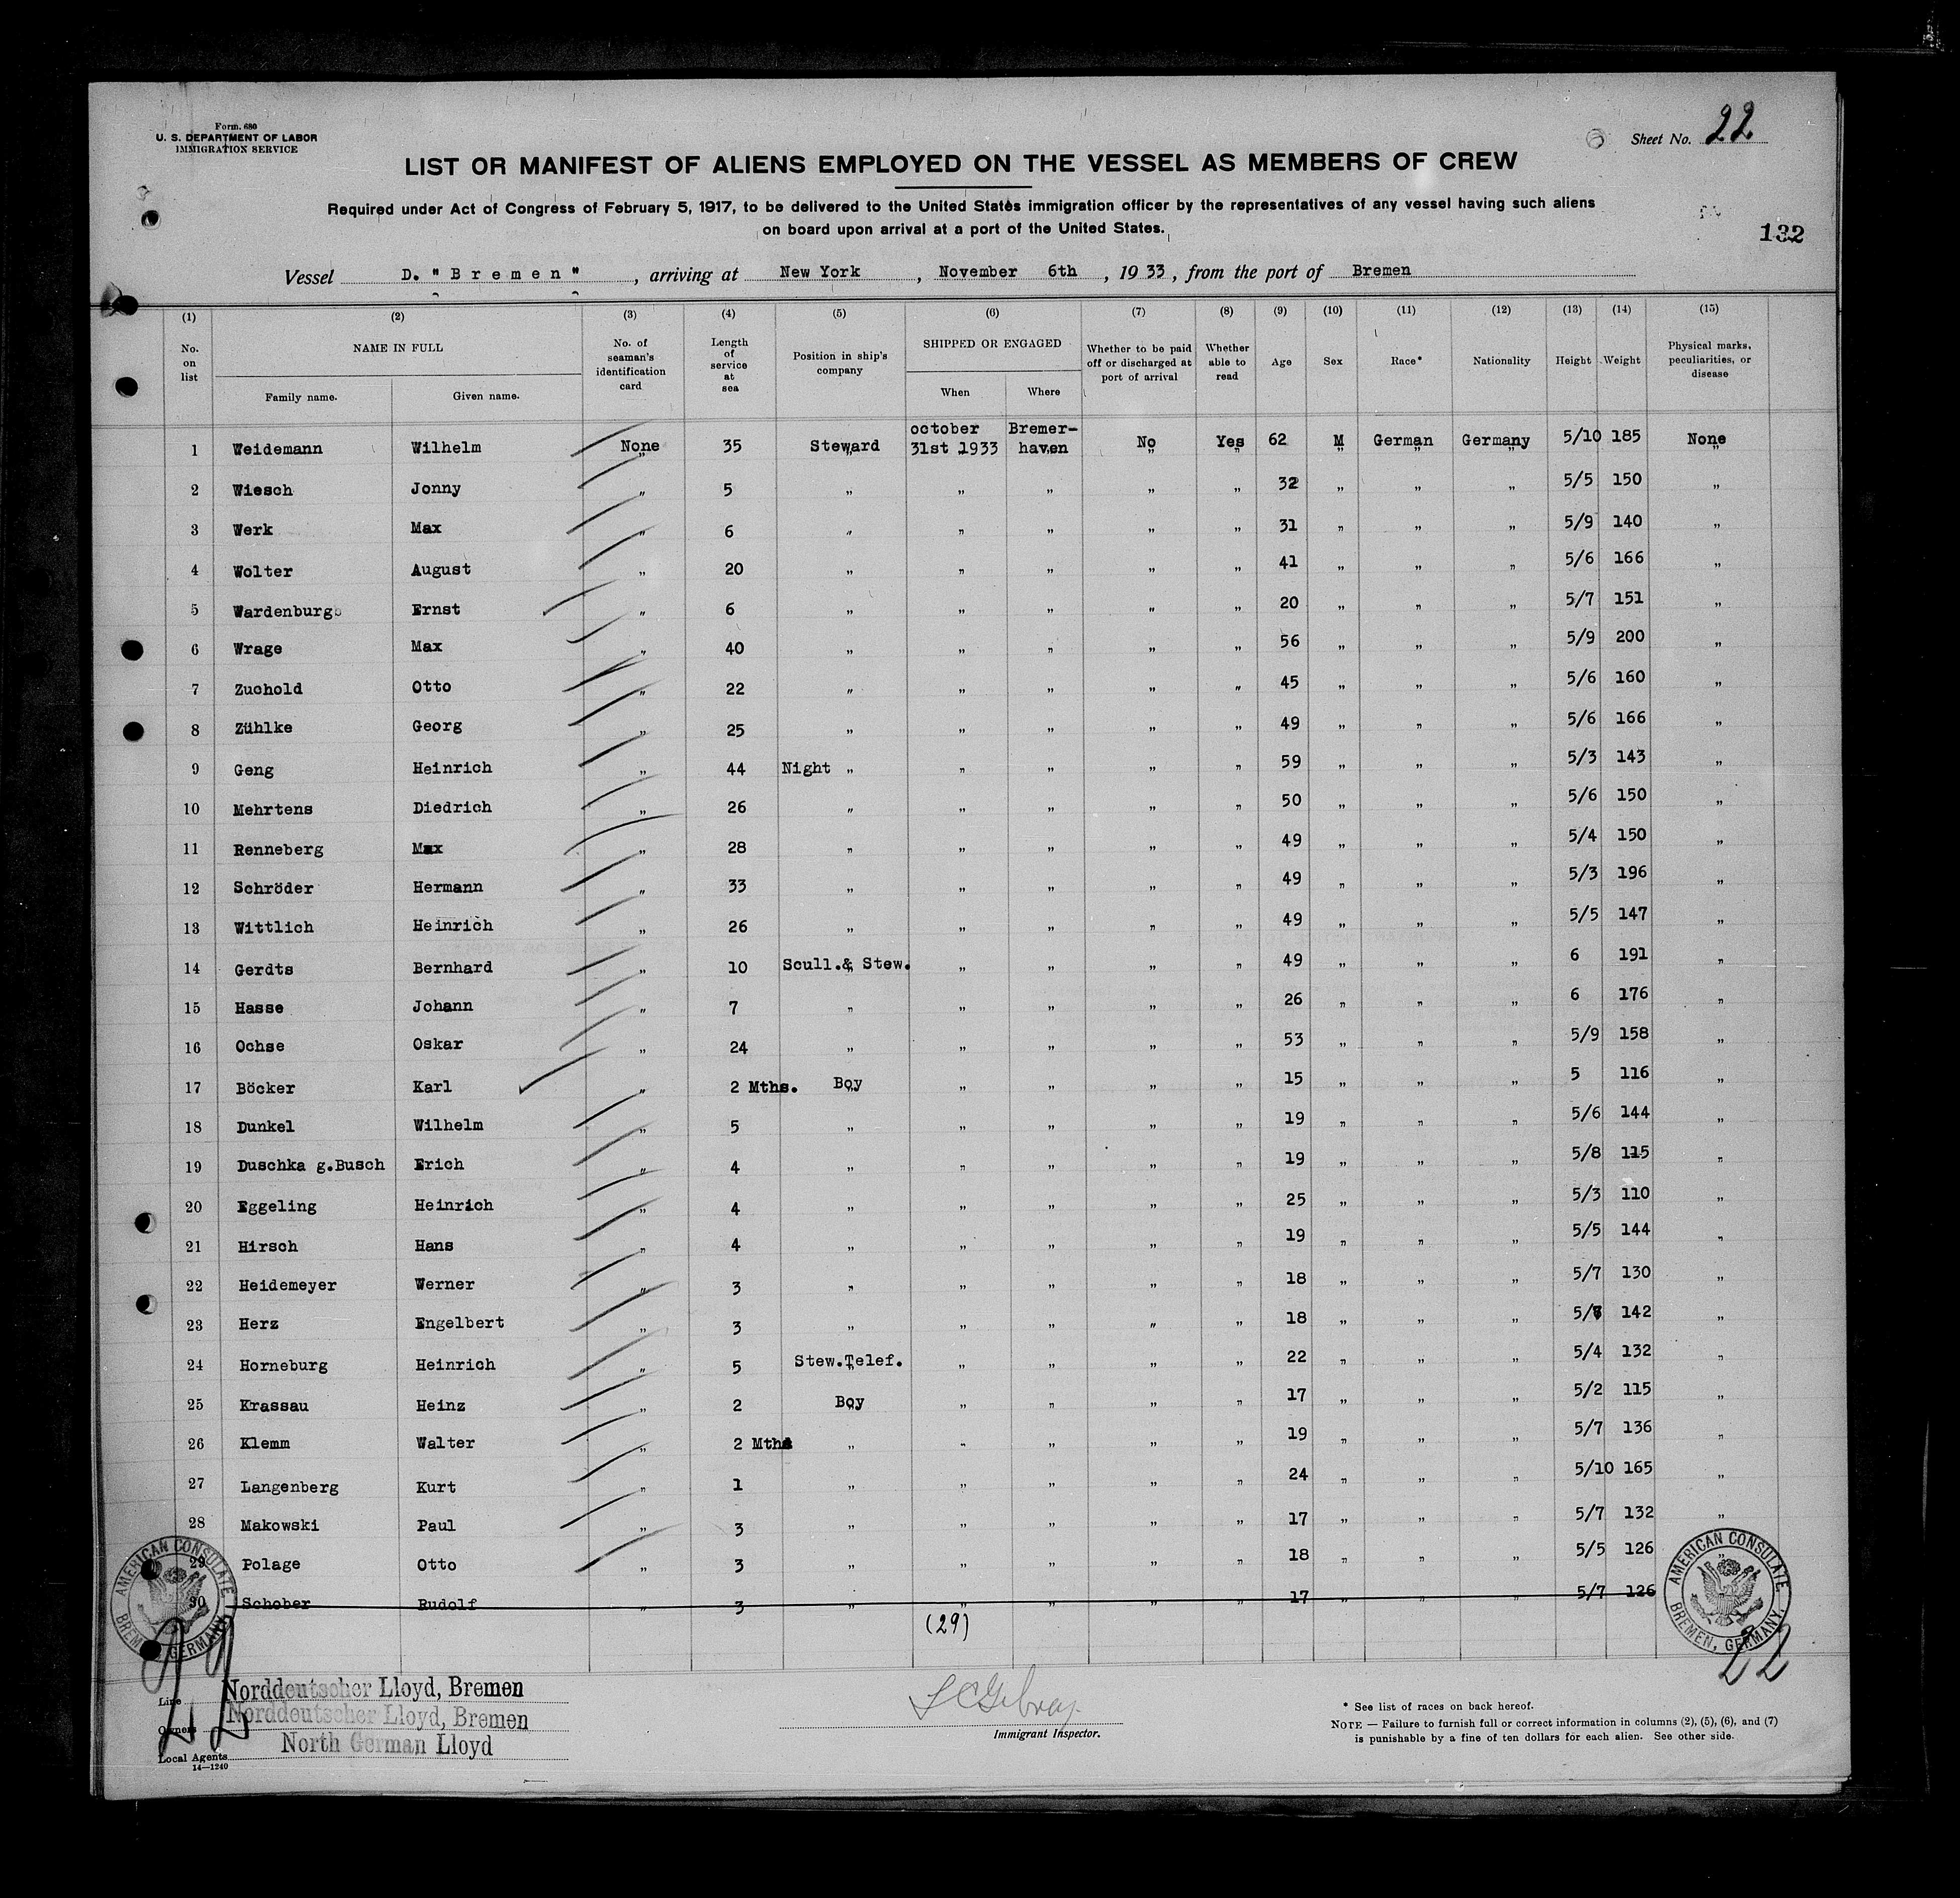 Form. 680
U. S. DEPARTMENT OF LABOR
IMMIGRATION SERVICE
Sheet No. 22
LIST OR MANIFEST OF ALIENS EMPLOYED ON THE VESSEL AS MEMBERS OF CREW
Required under Act of Congress of February 5, 1917, to be delivered to the United States immigration officer by the representatives of any vessel having such aliens
on board upon arrival at a port of the United States.
132
Vessel D. "Bremen", arriving at New York, November 6th, 1933, from the port of Bremen
(1) (2) (3) (4) (5) (6) (7) (8) (9) (10) (11) (12) (13) (14) (15)
No. on list NAME IN FULL Family name. Given name. No. of seaman's identification card Length of service at sea Position in ship's company SHIPPED OR ENGAGED When Where Whether to be paid off or discharged at port of arrival Whether able to read Age Sex Race* Nationality Height Weight Physical marks, peculiarities, or disease
1 Weidemann Wilhelm None 35 Steward october 31st 1933 Bremer-haven No Yes 62 M German Germany 5/10 185 None
2 Wiesch Jonny " 5 " " " " " 32 " " " 5/5 150 "
3 Werk Max " 6 " " " " " 31 " " " 5/9 140 "
4 Wolter August " 20 " " " " " 41 " " " 5/6 166 "
5 Wardenburg Ernst " 6 " " " " " 20 " " " 5/7 151 "
6 Wrage Max " 40 " " " " " 56 " " " 5/9 200 "
7 Zuchold Otto " 22 " " " " " 45 " " " 5/6 160 "
8 Zühlke Georg " 25 " " " " " 49 " " " 5/6 166 "
9 Geng Heinrich " 44 Night " " " " " 59 " " " 5/3 143 "
10 Mehrtens Diedrich " 26 " " " " " 50 " " " 5/6 150 "
11 Renneberg Max " 28 " " " " " 49 " " " 5/4 150 "
12 Schröder Hermann " 33 " " " " " 49 " " " 5/3 196 "
13 Wittlich Heinrich " 26 " " " " " 49 " " " 5/5 147 "
14 Gerdts Bernhard " 10 Scull.& Stew. " " " " 49 " " " 6 191 "
15 Hasse Johann " 7 " " " " " 26 " " " 6 176 "
16 Ochse Oskar " 24 " " " " " 53 " " " 5/9 158 "
17 Böcker Karl " 2 Mths. Boy " " " " 15 " " " 5 116 "
18 Dunkel Wilhelm " 5 " " " " " 19 " " " 5/6 144 "
19 Duschka g.Busch Erich " 4 " " " " " 19 " " " 5/8 115 "
20 Eggeling Heinrich " 4 " " " " " 25 " " " 5/3 110 "
21 Hirsch Hans " 4 " " " " " 19 " " " 5/5 144 "
22 Heidemeyer Werner " 3 " " " " " 18 " " " 5/7 130 "
23 Herz Engelbert " 3 " " " " " 18 " " " 142 "
24 Horneburg Heinrich " 5 Stew.Telef. " " " " 22 " " " 5/4 132 "
25 Krassau Heinz " 2 Boy " " " " 17 " " " 5/2 115 "
26 Klemm Walter " 2 Mths " " " " " 19 " " " 5/7 136 "
27 Langenberg Kurt " 1 " " " " " 24 " " " 5/10 165 "
28 Makowski Paul " 3 " " " " " 17 " " " 5/7 132 "
29 Polage Otto " 3 " " " " " 18 " " " 5/5 126 "
30 Schober Rudolf " 3 " " " " " 17 " " " 5/7 126
(29)
AMERICAN CONSULATE BREMEN, GERMANY.
AMERICAN CONSULATE BREMEN, GERMANY.
22
22
Line Norddeutscher Lloyd, Bremen
Owners Norddeutscher Lloyd, Bremen
Local Agents North German Lloyd
14—1240
Immigrant Inspector.
* See list of races on back hereof.
NOTE — Failure to furnish full or correct information in columns (2), (5), (6), and (7)
is punishable by a fine of ten dollars for each alien. See other side.